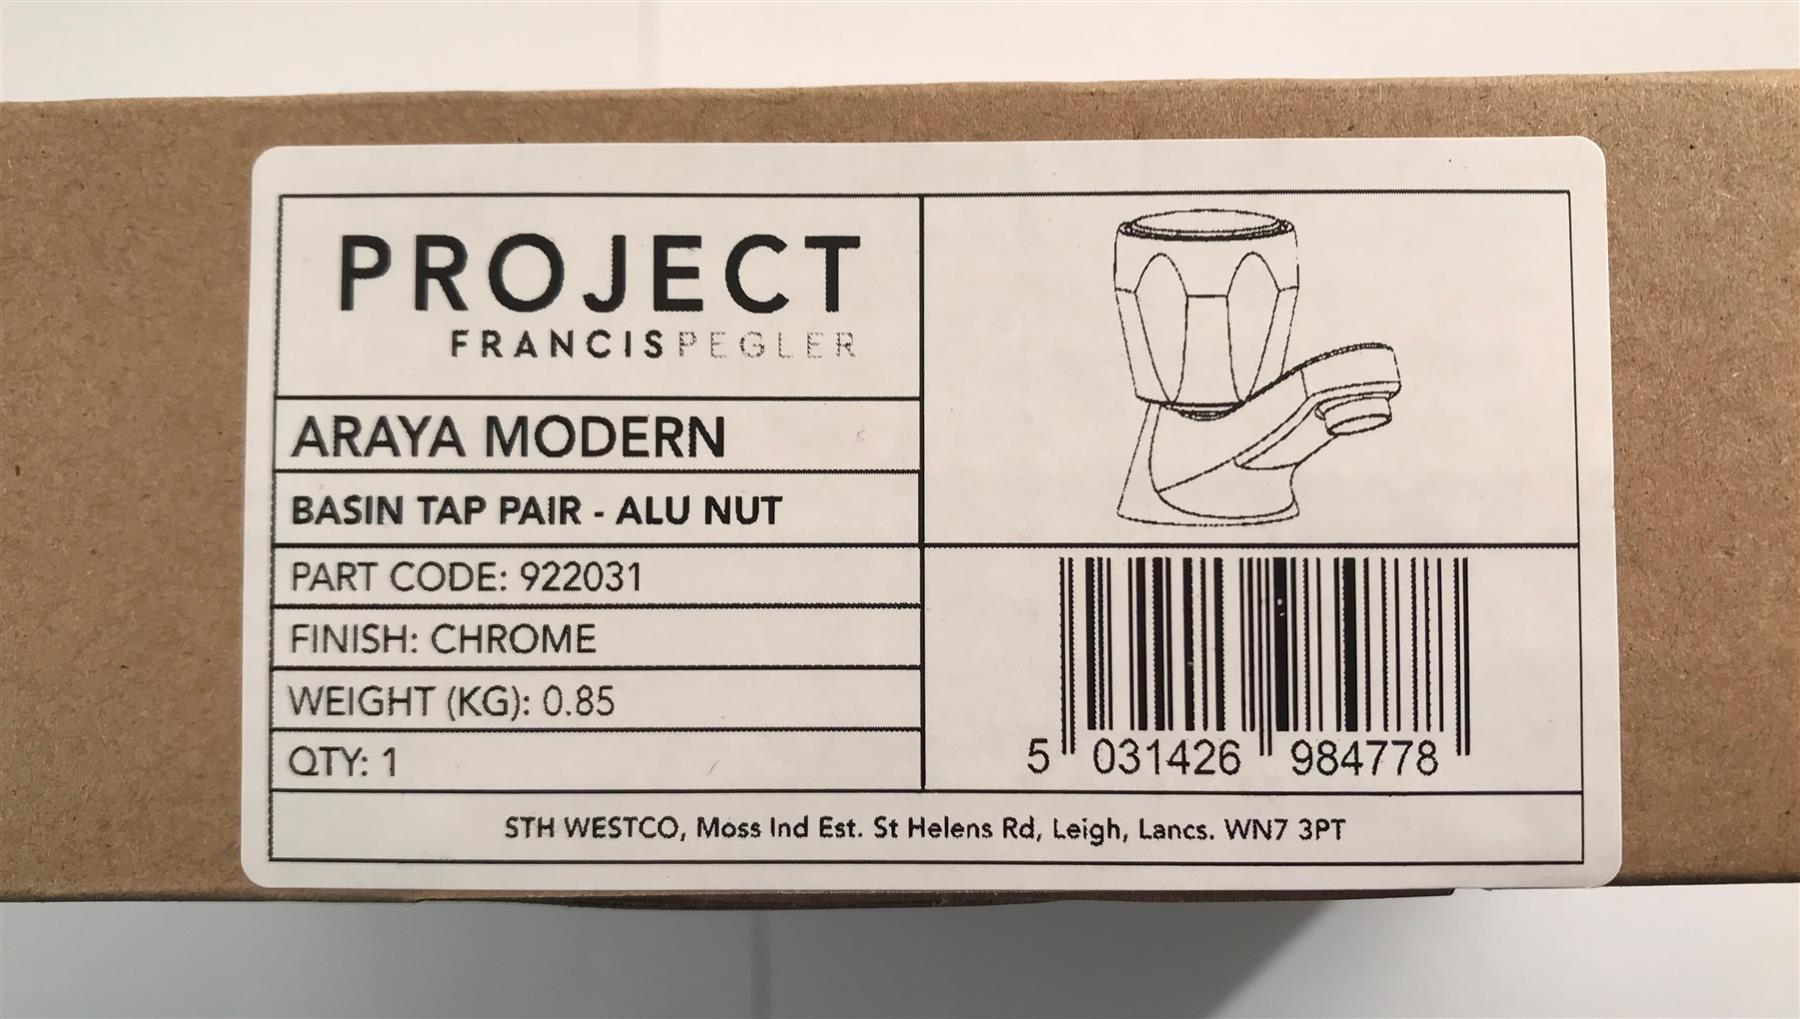 PROJECT
FRANCISPEGLER
ARAYA MODERN
BASIN TAP PAIR - ALU NUT
PART CODE: 922031
FINISH: CHROME
WEIGHT (KG): 0.85
QTY: 1
5 031426 984778
STH WESTCO, Moss Ind Est. St Helens Rd, Leigh, Lancs. WN7 3PT